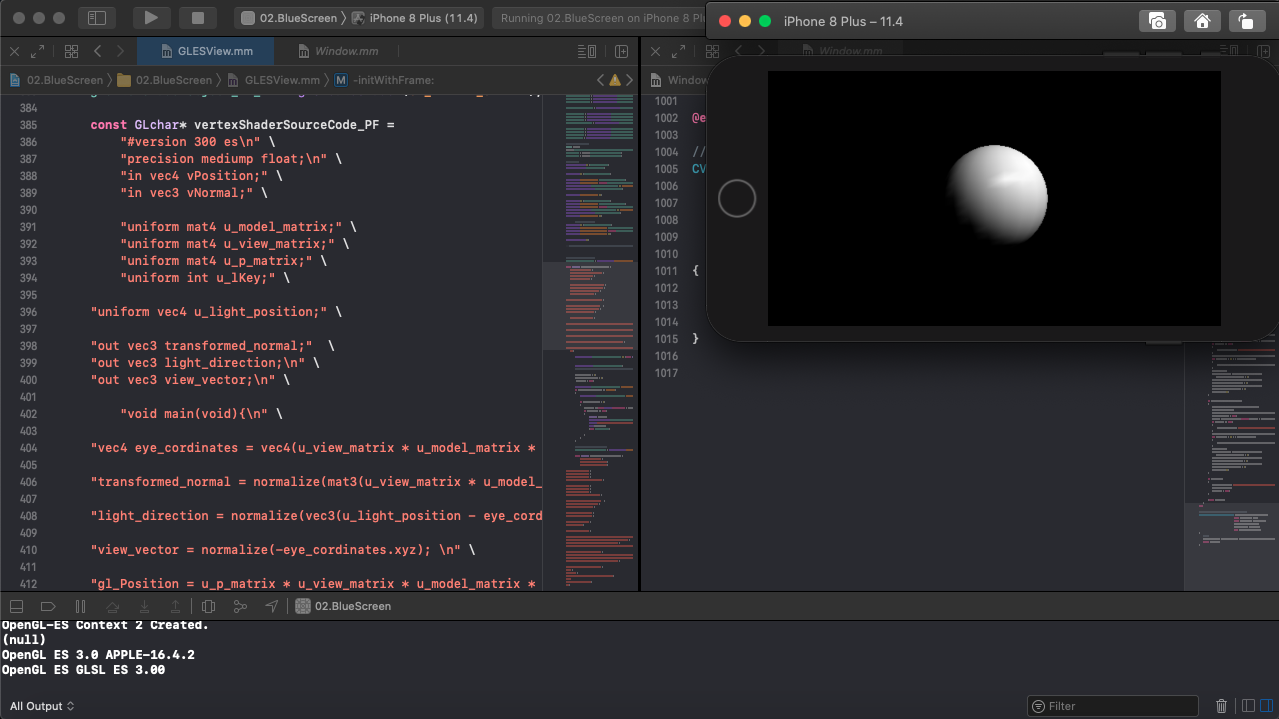 02.BlueScreen
iPhone 8 Plus (11.4)
Running 02.BlueScreen on iPhone 8 Plu
iPhone 8 Plus – 11.4
GLESView.mm
Window.mm
Window.mm
02.BlueScreen
02.BlueScreen
GLESView.mm
M -initWithFrame:
Window
384
385 const GLchar* vertexShaderSourceCode_PF =
386 "#version 300 es\n" \
387 "precision mediump float;\n" \
388 "in vec4 vPosition;" \
389 "in vec3 vNormal;" \
390
391 "uniform mat4 u_model_matrix;" \
392 "uniform mat4 u_view_matrix;" \
393 "uniform mat4 u_p_matrix;" \
394 "uniform int u_lKey;" \
395
396 "uniform vec4 u_light_position;" \
397
398 "out vec3 transformed_normal;" \
399 "out vec3 light_direction;\n" \
400 "out vec3 view_vector;\n" \
401
402 "void main(void){\n" \
403
404 "vec4 eye_cordinates = vec4(u_view_matrix * u_model_matrix *
405
406 "transformed_normal = normalize(mat3(u_view_matrix * u_model_
407
408 "light_direction = normalize(vec3(u_light_position - eye_cord
409
410 "view_vector = normalize(-eye_cordinates.xyz); \n" \
411
412 "gl_Position = u_p_matrix * u_view_matrix * u_model_matrix *
1001
1002 @e
1003
1004 //
1005 CV
1006
1007
1008
1009
1010
1011 {
1012
1013
1014
1015 }
1016
1017
02.BlueScreen
OpenGL-ES Context 2 Created.
(null)
OpenGL ES 3.0 APPLE-16.4.2
OpenGL ES GLSL ES 3.00
All Output
Filter